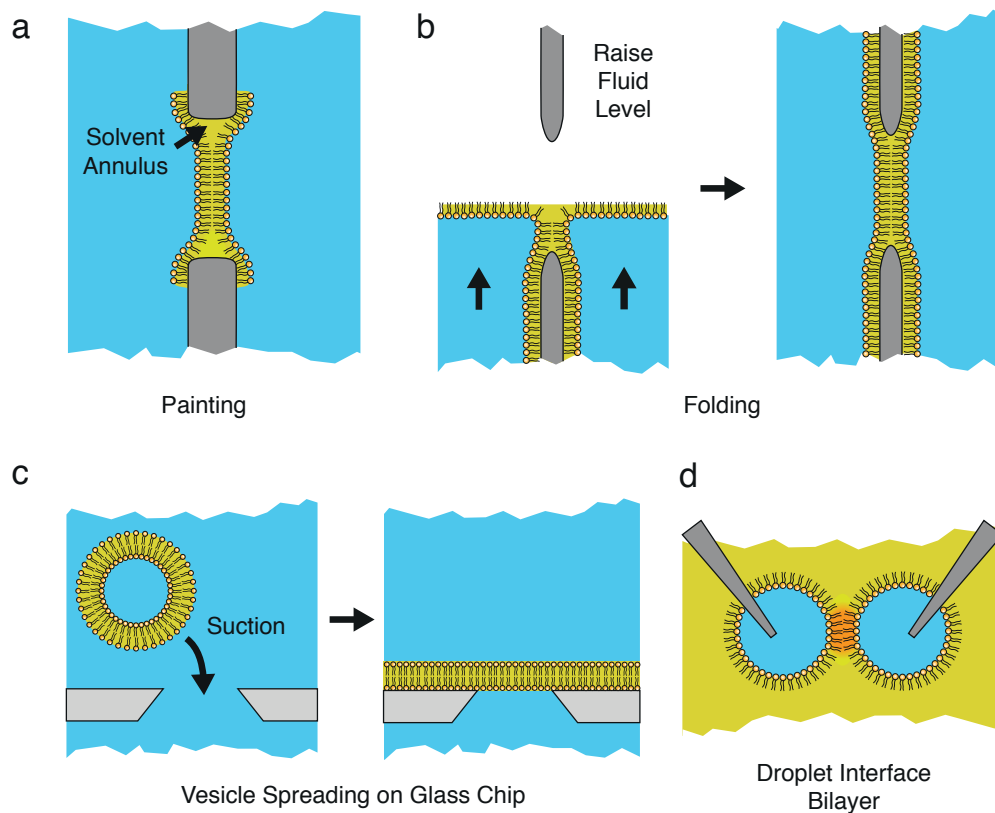 a
Solvent
Annulus
Painting
b
Raise
Fluid
Level
Folding
c
Suction
Vesicle Spreading on Glass Chip
d
Droplet Interface
Bilayer